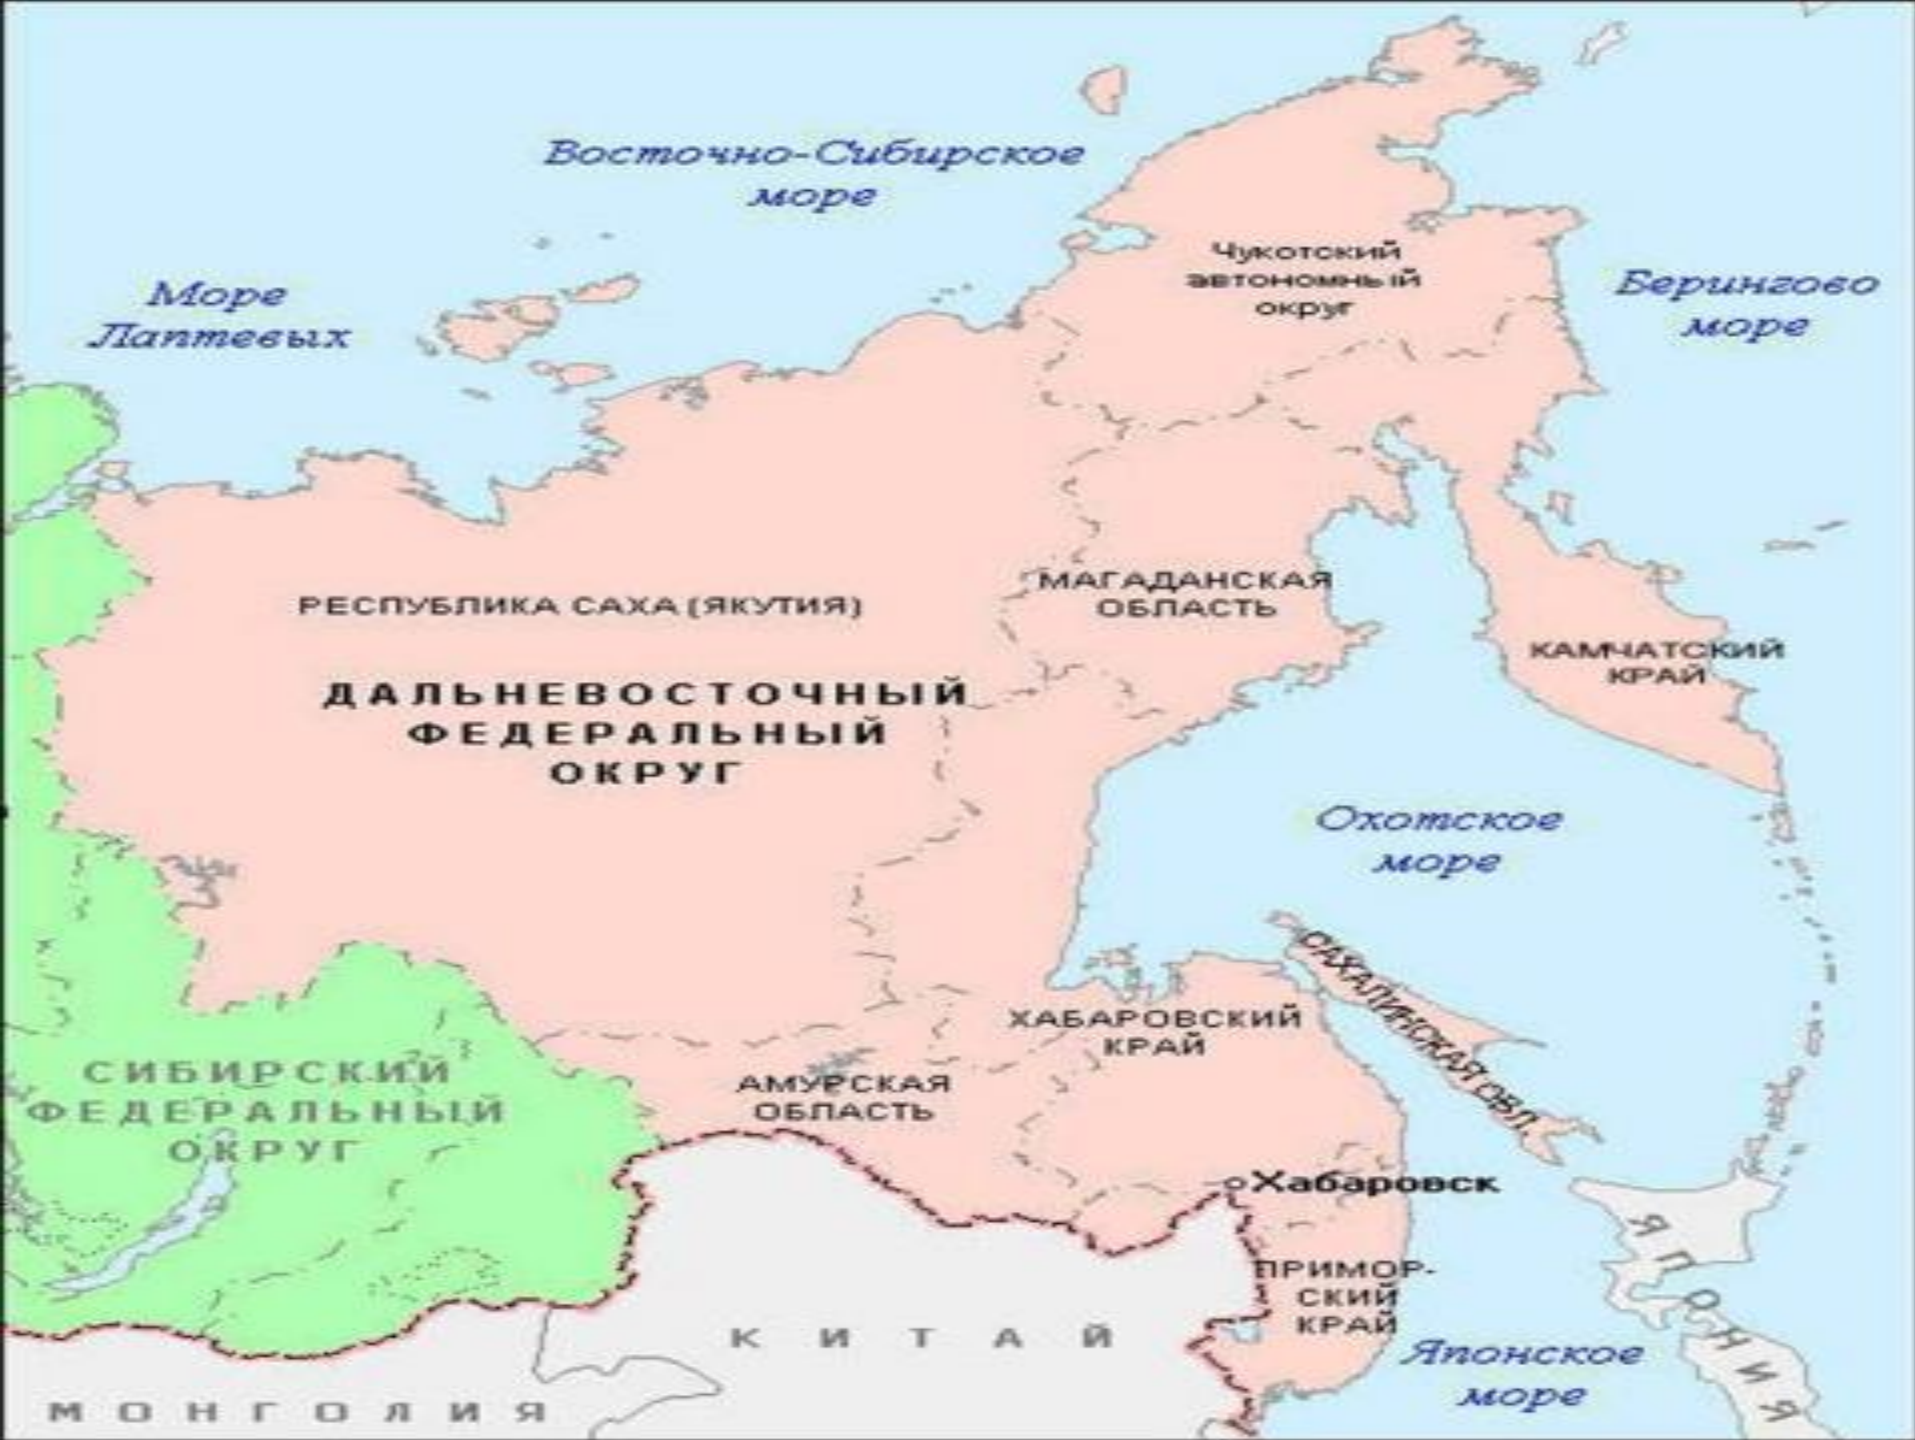 Восточно-Сибирское
море
Чукотский
автономный
округ
Море
Лаптевых
Берингово
море
МАГАДАНСКАЯ
ОБЛАСТЬ
РЕСПУБЛИКА САХА (ЯКУТИЯ)
КАМЧАТСКИЙ
КРАЙ
ДАЛЬНЕВОСТОЧНЫЙ
ФЕДЕРАЛЬНЫЙ
ОКРУГ
Охотское
море
САХАЛИНСКАЯ ОБЛ.
ХАБАРОВСКИЙ
КРАЙ
СИБИРСКИЙ
ФЕДЕРАЛЬНЫЙ
ОКРУГ
АМУРСКАЯ
ОБЛАСТЬ
Хабаровск
ЯПОНИЯ
ПРИМОР-
СКИЙ
КРАЙ
КИТАЙ
Японское
море
МОНГОЛИЯ